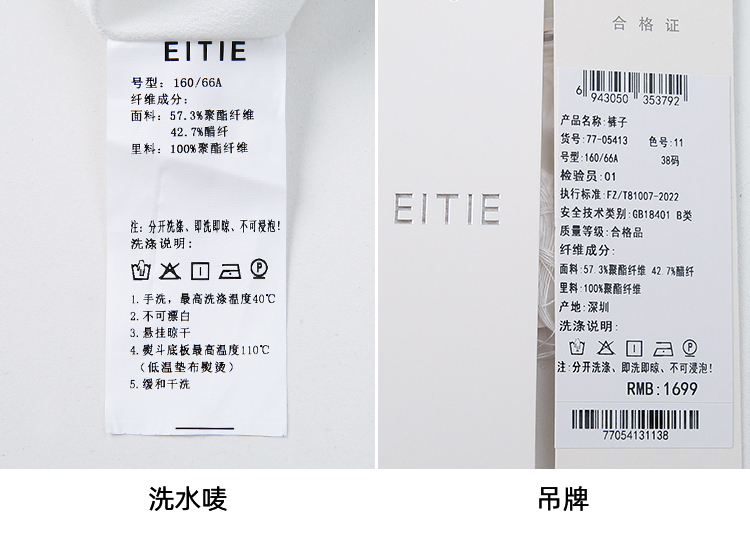 EITIE
号型：160/66A
纤维成分：
面料：57.3%聚酯纤维
42.7%醋纤
里料：100%聚酯纤维
注：分开洗涤、即洗即晾、不可浸泡！
洗涤说明：
1.手洗，最高洗涤温度40℃
2.不可漂白
3.悬挂晾干
4.熨斗底板最高温度110℃
（低温垫布熨烫）
5.缓和干洗
洗水唛
EITIE
合格证
6 943050 353792
产品名称：裤子
货号：77-05413 色号：11
号型：160/66A 38码
检验员：01
执行标准：FZ/T81007-2022
安全技术类别：GB18401 B类
质量等级：合格品
纤维成分：
面料：57.3%聚酯纤维 42.7%醋纤
里料：100%聚酯纤维
产地：深圳
洗涤说明：
注：分开洗涤、即洗即晾、不可浸泡！
RMB：1699
77054131138
吊牌